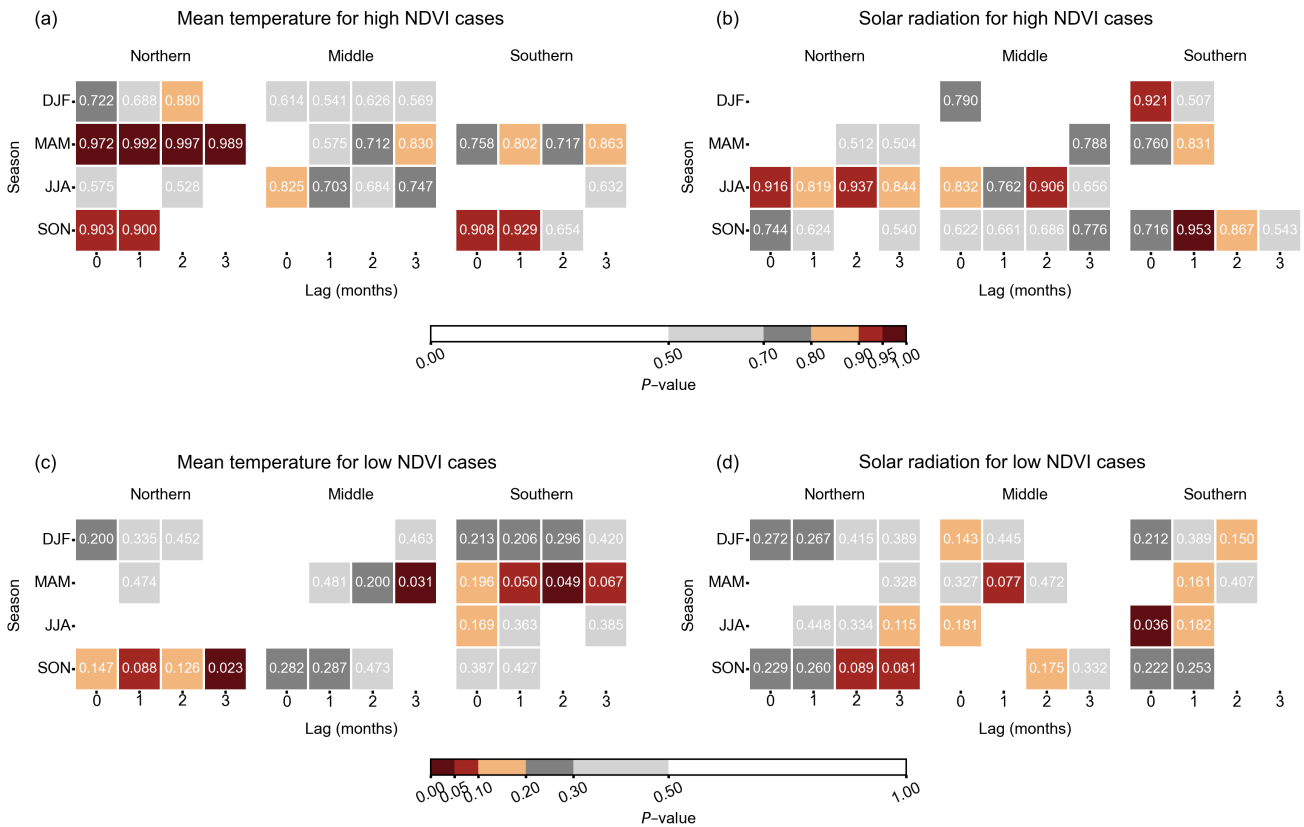 (a) Mean temperature for high NDVI cases
Northern Middle Southern
Season
DJF 0.722 0.688 0.880 0.614 0.541 0.626 0.569
MAM 0.972 0.992 0.997 0.989 0.575 0.712 0.830 0.758 0.802 0.717 0.863
JJA 0.575 0.528 0.825 0.703 0.684 0.747 0.632
SON 0.903 0.900 0.908 0.929 0.654
0 1 2 3 0 1 2 3 0 1 2 3
Lag (months)
(b) Solar radiation for high NDVI cases
Northern Middle Southern
Season
DJF 0.790 0.921 0.507
MAM 0.512 0.504 0.788 0.760 0.831
JJA 0.916 0.819 0.937 0.844 0.832 0.762 0.906 0.656
SON 0.744 0.624 0.540 0.622 0.661 0.686 0.776 0.716 0.953 0.867 0.543
0 1 2 3 0 1 2 3 0 1 2 3
Lag (months)
0.00 0.50 0.70 0.80 0.90 0.95 1.00
P–value
(c) Mean temperature for low NDVI cases
Northern Middle Southern
Season
DJF 0.200 0.335 0.452 0.463 0.213 0.206 0.296 0.420
MAM 0.474 0.481 0.200 0.031 0.196 0.050 0.049 0.067
JJA 0.169 0.363 0.385
SON 0.147 0.088 0.126 0.023 0.282 0.287 0.473 0.387 0.427
0 1 2 3 0 1 2 3 0 1 2 3
Lag (months)
(d) Solar radiation for low NDVI cases
Northern Middle Southern
Season
DJF 0.272 0.267 0.415 0.389 0.143 0.445 0.212 0.389 0.150
MAM 0.328 0.327 0.077 0.472 0.161 0.407
JJA 0.448 0.334 0.115 0.181 0.036 0.182
SON 0.229 0.260 0.089 0.081 0.175 0.332 0.222 0.253
0 1 2 3 0 1 2 3 0 1 2 3
Lag (months)
0.00 0.05 0.10 0.20 0.30 0.50 1.00
P–value